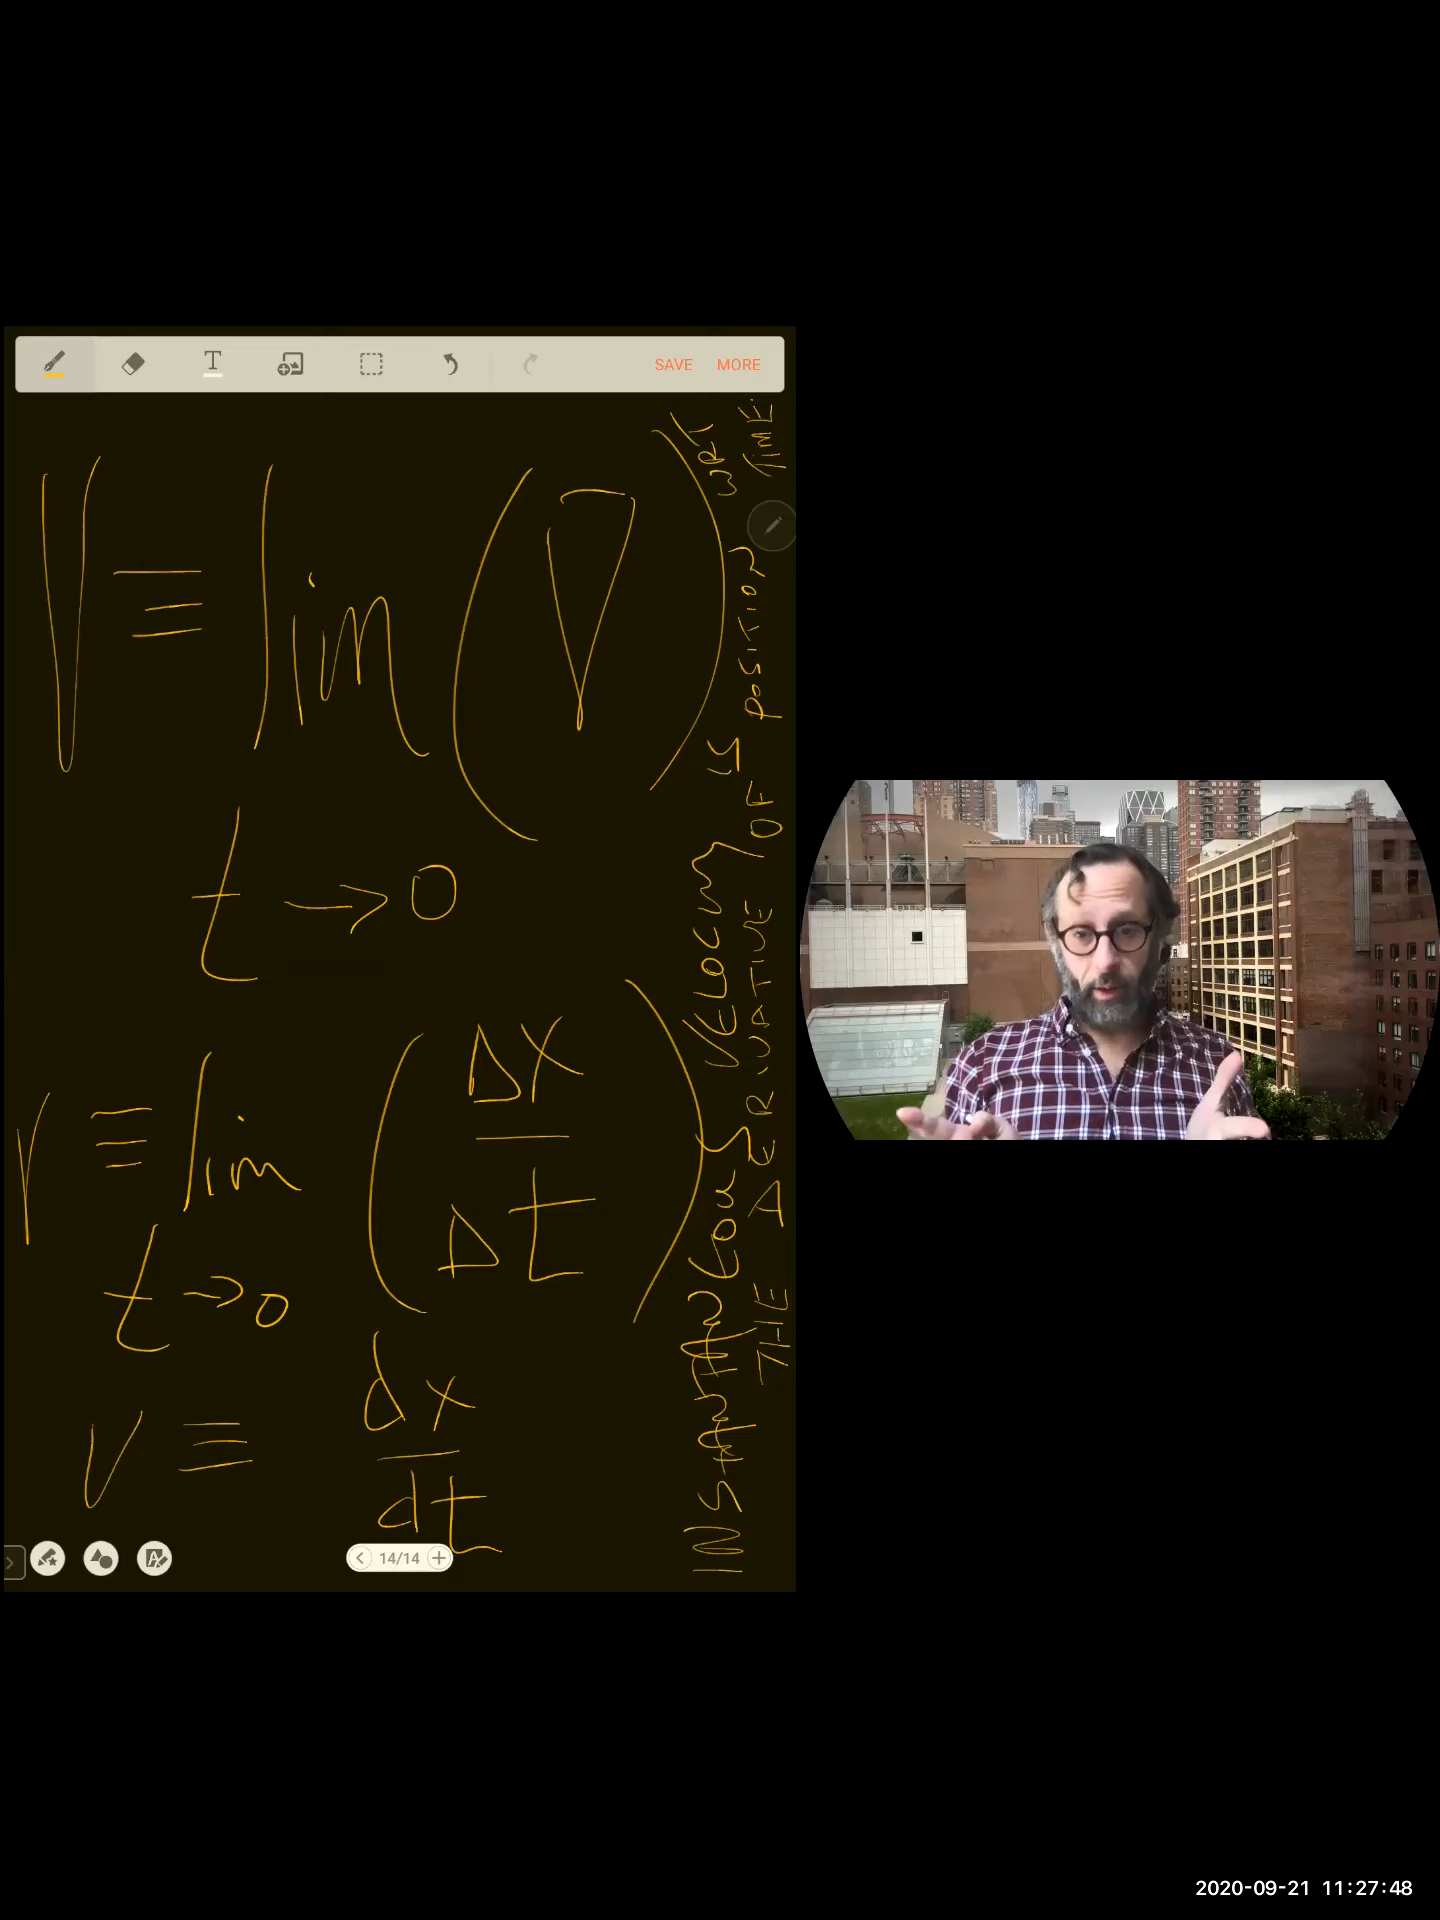 SAVE MORE
V ≡ lim (V̅)
t → 0
V ≡ lim (Δx/Δt)
t → 0
V ≡ dx/dt
INSTANTANEOUS VELOCITY IS
THE DERIVATIVE OF POSITION WRT
TIME
14/14
2020-09-21 11:27:48